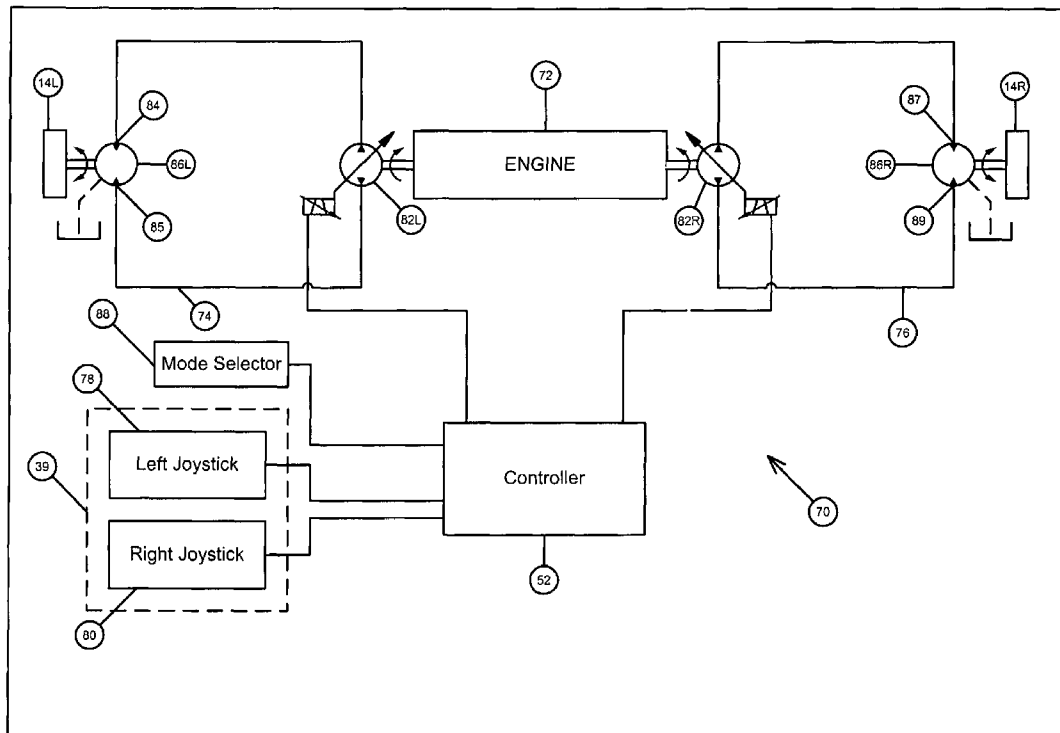 14L
84
72
87
14R
ENGINE
86L
86R
85
82L
82R
89
74
76
88
Mode Selector
78
Left Joystick
39
Controller
70
Right Joystick
52
80